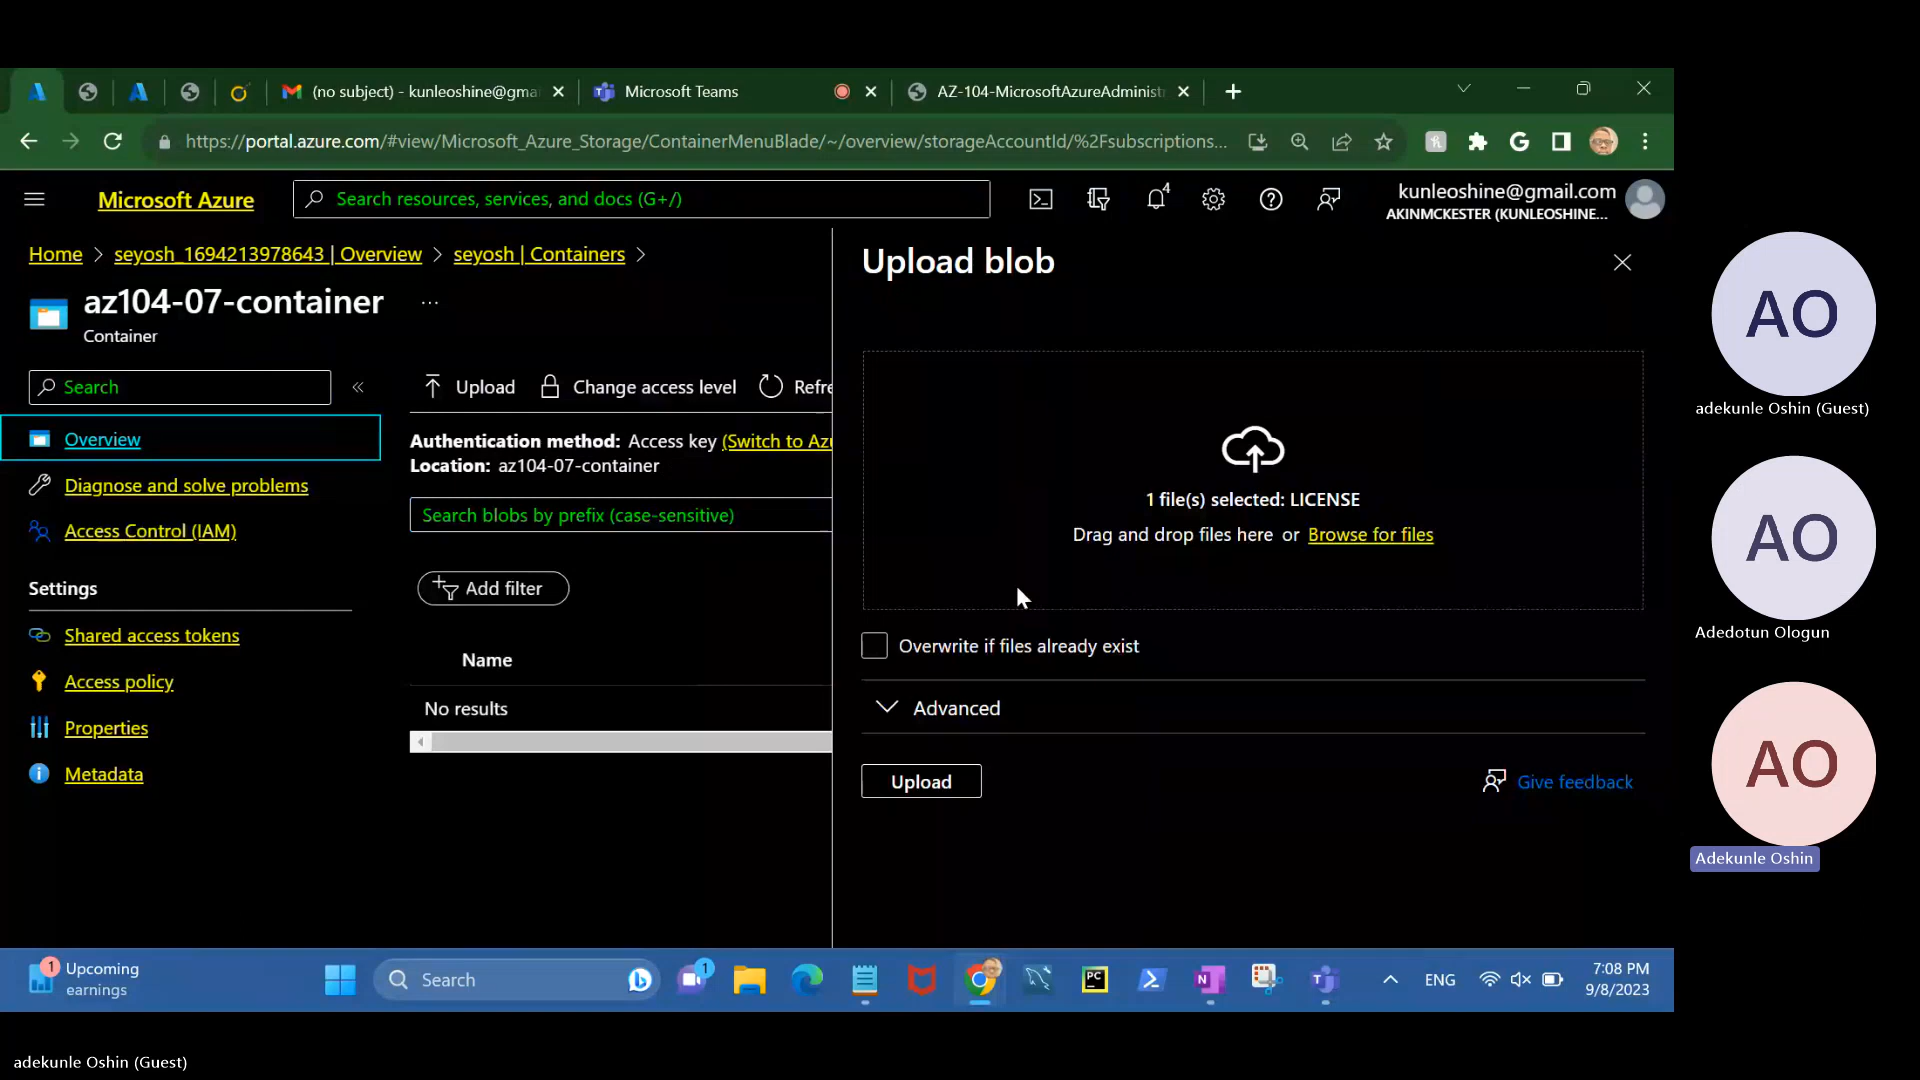 (no subject) - kunleoshine@gmai
Microsoft Teams
AZ-104-MicrosoftAzureAdministr
https://portal.azure.com/#view/Microsoft_Azure_Storage/ContainerMenuBlade/~/overview/storageAccountId/%2Fsubscriptions...
Microsoft Azure
Search resources, services, and docs (G+/)
4
kunleoshine@gmail.com
AKINMCKESTER (KUNLEOSHINE...
Home > seyosh_1694213978643 | Overview > seyosh | Containers >
az104-07-container
...
Container
Search
«
Overview
Diagnose and solve problems
Access Control (IAM)
Settings
Shared access tokens
Access policy
Properties
Metadata
Upload
Change access level
Refre
Authentication method: Access key (Switch to Azu
Location: az104-07-container
Search blobs by prefix (case-sensitive)
Add filter
Name
No results
Upload blob
1 file(s) selected: LICENSE
Drag and drop files here or Browse for files
Overwrite if files already exist
Advanced
Upload
Give feedback
AO
adekunle Oshin (Guest)
AO
Adedotun Ologun
AO
Adekunle Oshin
1
Upcoming
earnings
Search
1
PC
N
T
ENG
7:08 PM
9/8/2023
adekunle Oshin (Guest)